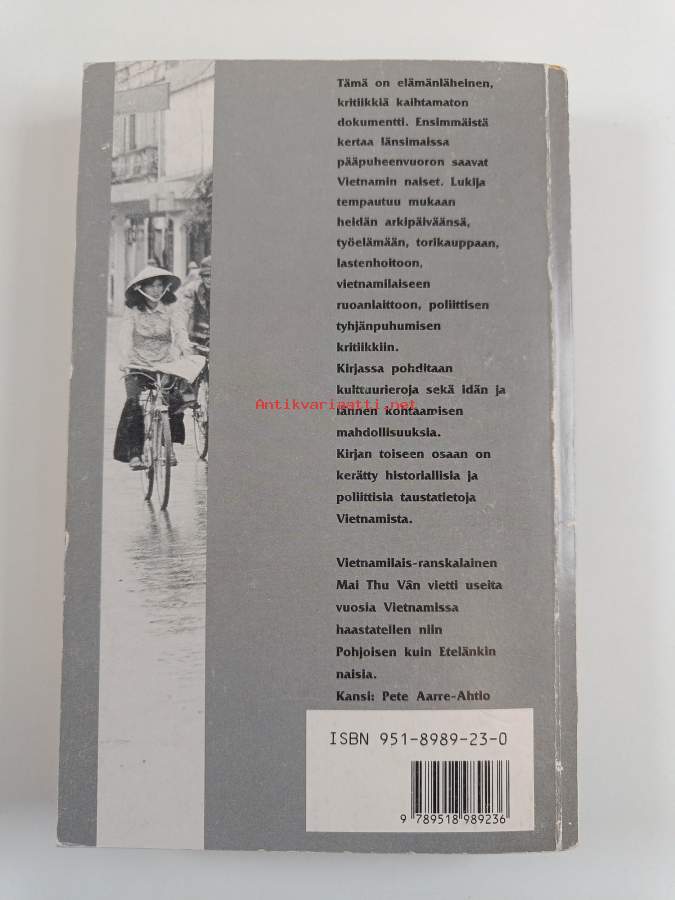 Tämä on elämänläheinen,
kritiikkiä kaihtamaton
dokumentti. Ensimmäistä
kertaa länsimaissa
pääpuheenvuoron saavat
Vietnamin naiset. Lukija
tempautuu mukaan
heidän arkipäiväänsä,
työelämään, torikauppaan,
lastenhoitoon,
vietnamilaiseen
ruoanlaittoon, poliittisen
tyhjänpuhumisen
kritiikkiin.
Kirjassa pohditaan
kulttuurieroja sekä idän ja
Antikvariaatti.net
lännen kohtaamisen
mahdollisuuksia.
Kirjan toiseen osaan on
kerätty historiallisia ja
poliittisia taustatietoja
Vietnamista.
Vietnamilais-ranskalainen
Mai Thu Vân vietti useita
vuosia Vietnamissa
haastatellen niin
Pohjoisen kuin Etelänkin
naisia.
Kansi: Pete Aarre-Ahtio
ISBN 951-8989-23-0
9 789518 989236